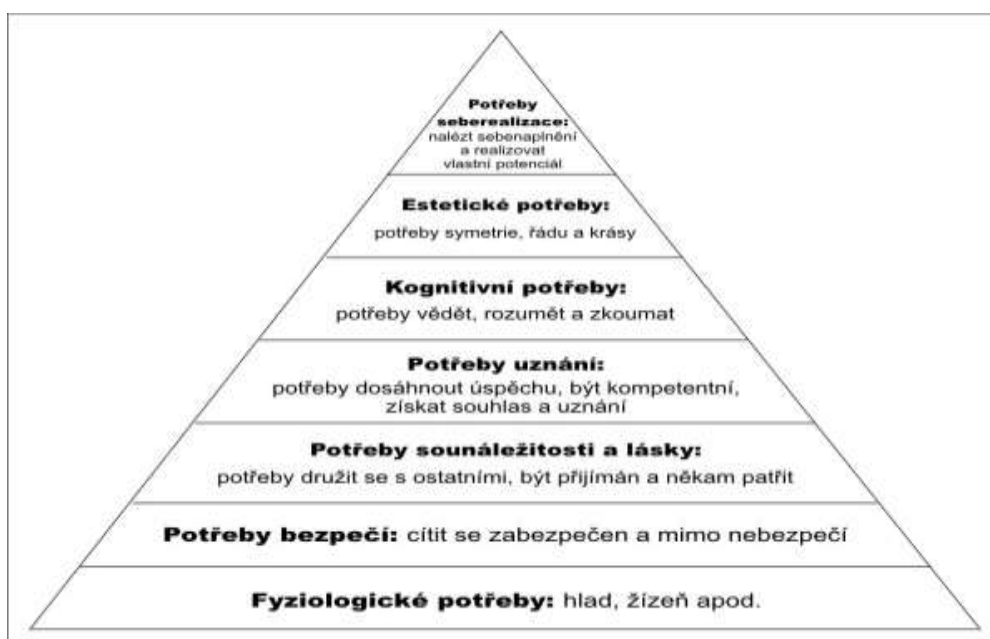 Potřeby
seberealizace:
nalézt sebenaplnění
a realizovat
vlastní potenciál
Estetické potřeby:
potřeby symetrie, řádu a krásy
Kognitivní potřeby:
potřeby vědět, rozumět a zkoumat
Potřeby uznání:
potřeby dosáhnout úspěchu, být kompetentní,
získat souhlas a uznání
Potřeby sounáležitosti a lásky:
potřeby družit se s ostatními, být přijímán a někam patřit
Potřeby bezpečí: cítit se zabezpečen a mimo nebezpečí
Fyziologické potřeby: hlad, žízeň apod.